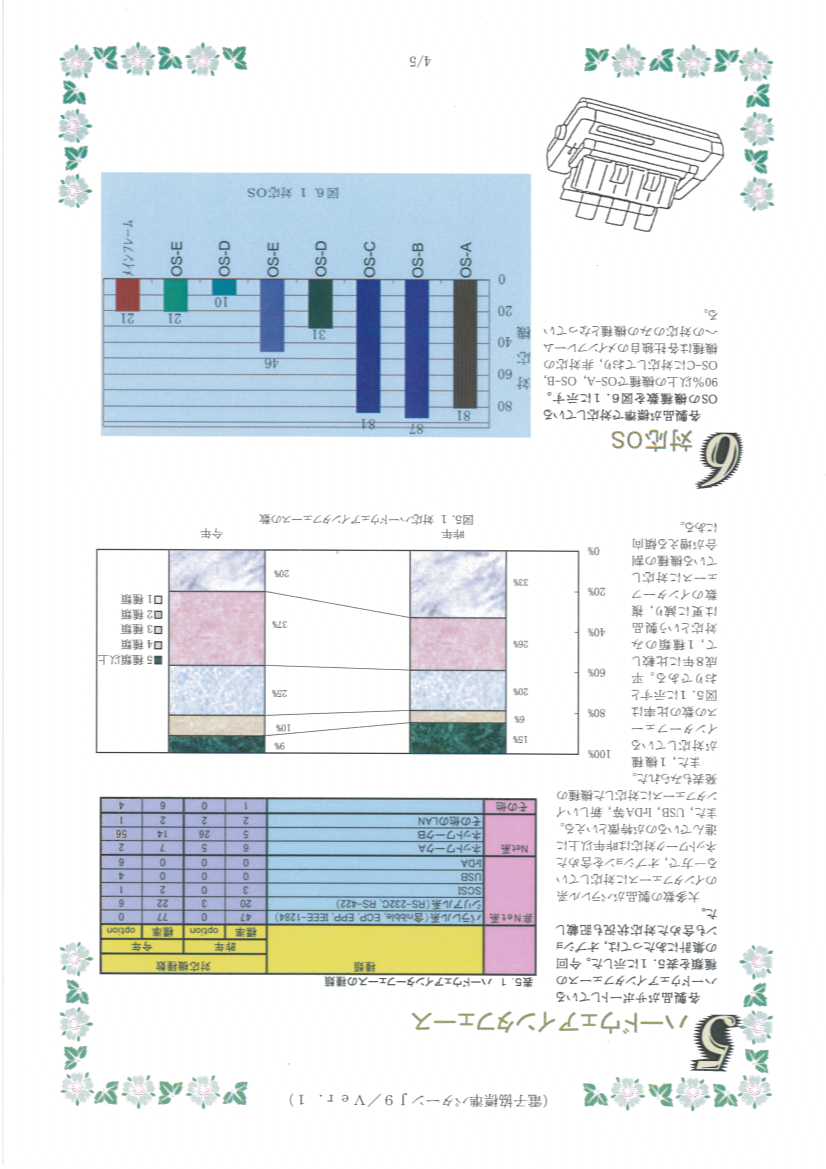 (電子協標準パターンJ9/Ver. 1)
5 ハードウェアインタフェース
各製品がサポートしている
ハードウェアインタフェースの
種類を表5.1に示した。今回
の集計にあたっては,オプショ
ンも含めた対応状況も記載し
た。
大多数の製品がパラレル系
のインタフェースに対応してい
る一方で,オプションを含めた
ネットワーク対応は昨年以上に
進んでいるのが特徴といえる。
また,USB,IrDA等,新しいイ
ンタフェースに対応した機種の
発表もみられた。
また,1機種
が対応している
インターフェー
スの数の比率は
図5.1に示すと
おりである。平
成8年に比較し
て,1種類のみ
対応という製品
は更に減り,複
数のインターフ
ェースに対応し
ている機種の割
合が増える傾向
にある。
表5.1 ハードウェアインターフェースの種類
種類 対応機種数
昨年 今年
標準 option 標準 option
非Net系 パラレル系(含nibble, ECP, EPP, IEEE-1284) 47 0 77 0
シリアル系(RS-232C, RS-422) 20 3 22 6
SCSI 3 0 2 1
USB 0 0 0 4
IrDA 0 0 0 6
Net系 ネットワークA 6 5 7 2
ネットワークB 5 26 14 56
その他のLAN 2 2 2 1
その他 1 0 6 4
100%
80%
60%
40%
20%
0%
15%
6%
20%
26%
33%
9%
10%
25%
37%
20%
昨年 今年
5種類以上
4種類
3種類
2種類
1種類
図5.1 対応ハードウェアインタフェースの数
6 対応OS
各製品が標準で対応している
OSの機種数を図6.1に示す。
90%以上の機種でOS-A,OS-B,
OS-Cに対応しており,非対応の
機種は各社独自のメインフレーム
への対応のみの機種となってい
る。
対応機
80
60
40
20
0
81 87 84 31 46 10 21 21
OS-A OS-B OS-C OS-D OS-E OS-D OS-E メインフレーム
図6.1 対応OS
4/5